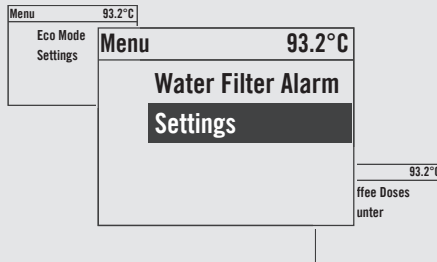 Menu 93.2°C
Eco Mode
Settings
Menu 93.2°C
Water Filter Alarm
Settings
93.2°
ffee Doses
unter